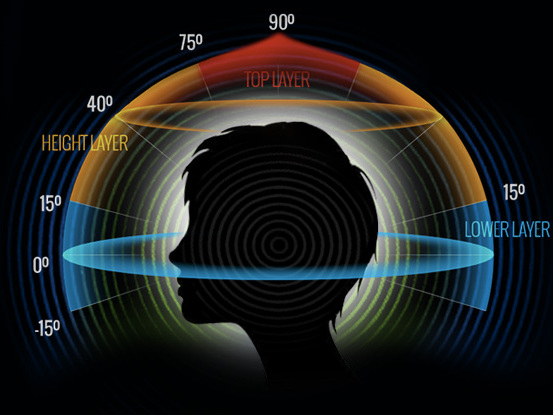 90º
75º
TOP LAYER
40º
HEIGHT LAYER
15º
15º
LOWER LAYER
0º
-15º